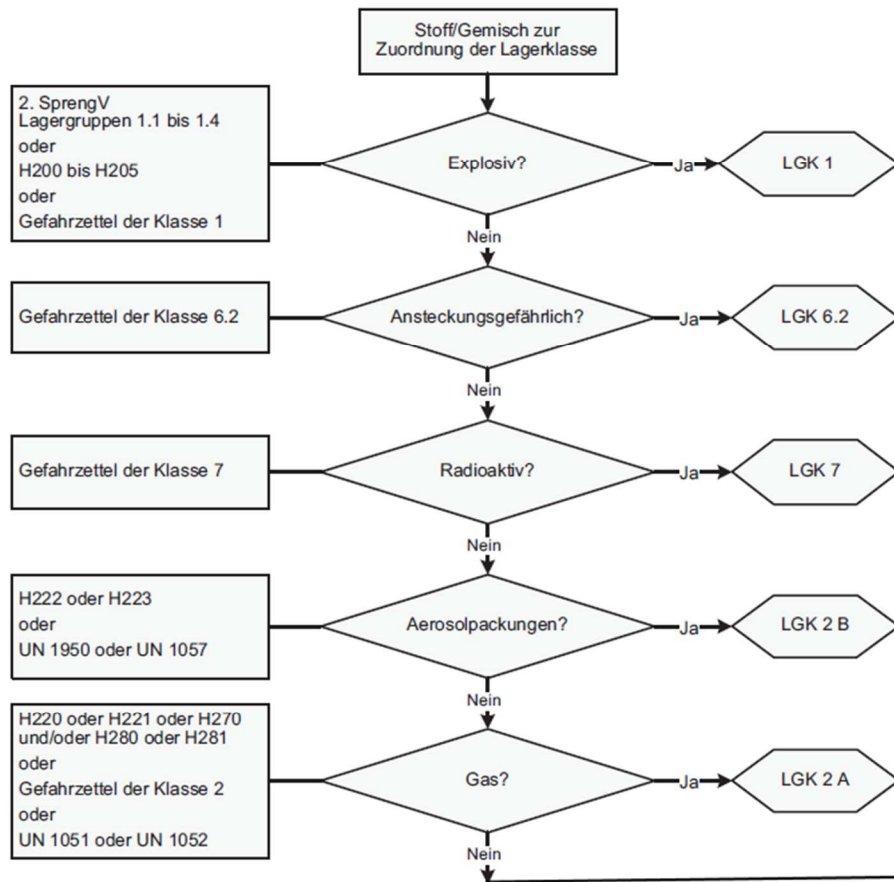 Stoff/Gemisch zur
Zuordnung der Lagerklasse
2. SprengV
Lagergruppen 1.1 bis 1.4
oder
H200 bis H205
oder
Gefahrzettel der Klasse 1
Explosiv?
Ja
LGK 1
Nein
Gefahrzettel der Klasse 6.2
Ansteckungsgefährlich?
Ja
LGK 6.2
Nein
Gefahrzettel der Klasse 7
Radioaktiv?
Ja
LGK 7
Nein
H222 oder H223
oder
UN 1950 oder UN 1057
Aerosolpackungen?
Ja
LGK 2 B
Nein
H220 oder H221 oder H270
und/oder H280 oder H281
oder
Gefahrzettel der Klasse 2
oder
UN 1051 oder UN 1052
Gas?
Ja
LGK 2 A
Nein